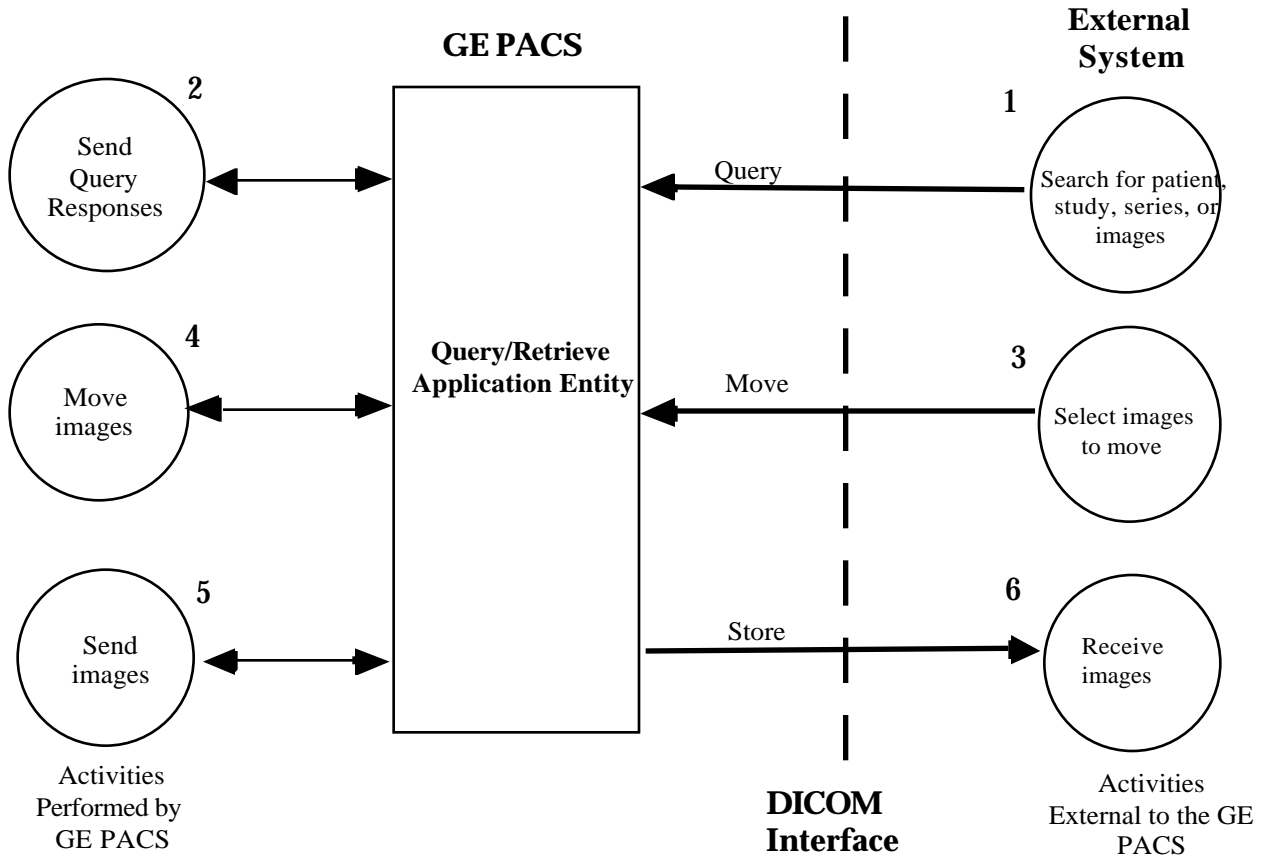 GE PACS
External
System
2
Send
Query
Responses
Query
1
Search for patient,
study, series, or
images
4
Move
images
Query/Retrieve
Application Entity
Move
3
Select images
to move
5
Send
images
Store
6
Receive
images
Activities
Performed by
GE PACS
DICOM
Interface
Activities
External to the GE
PACS